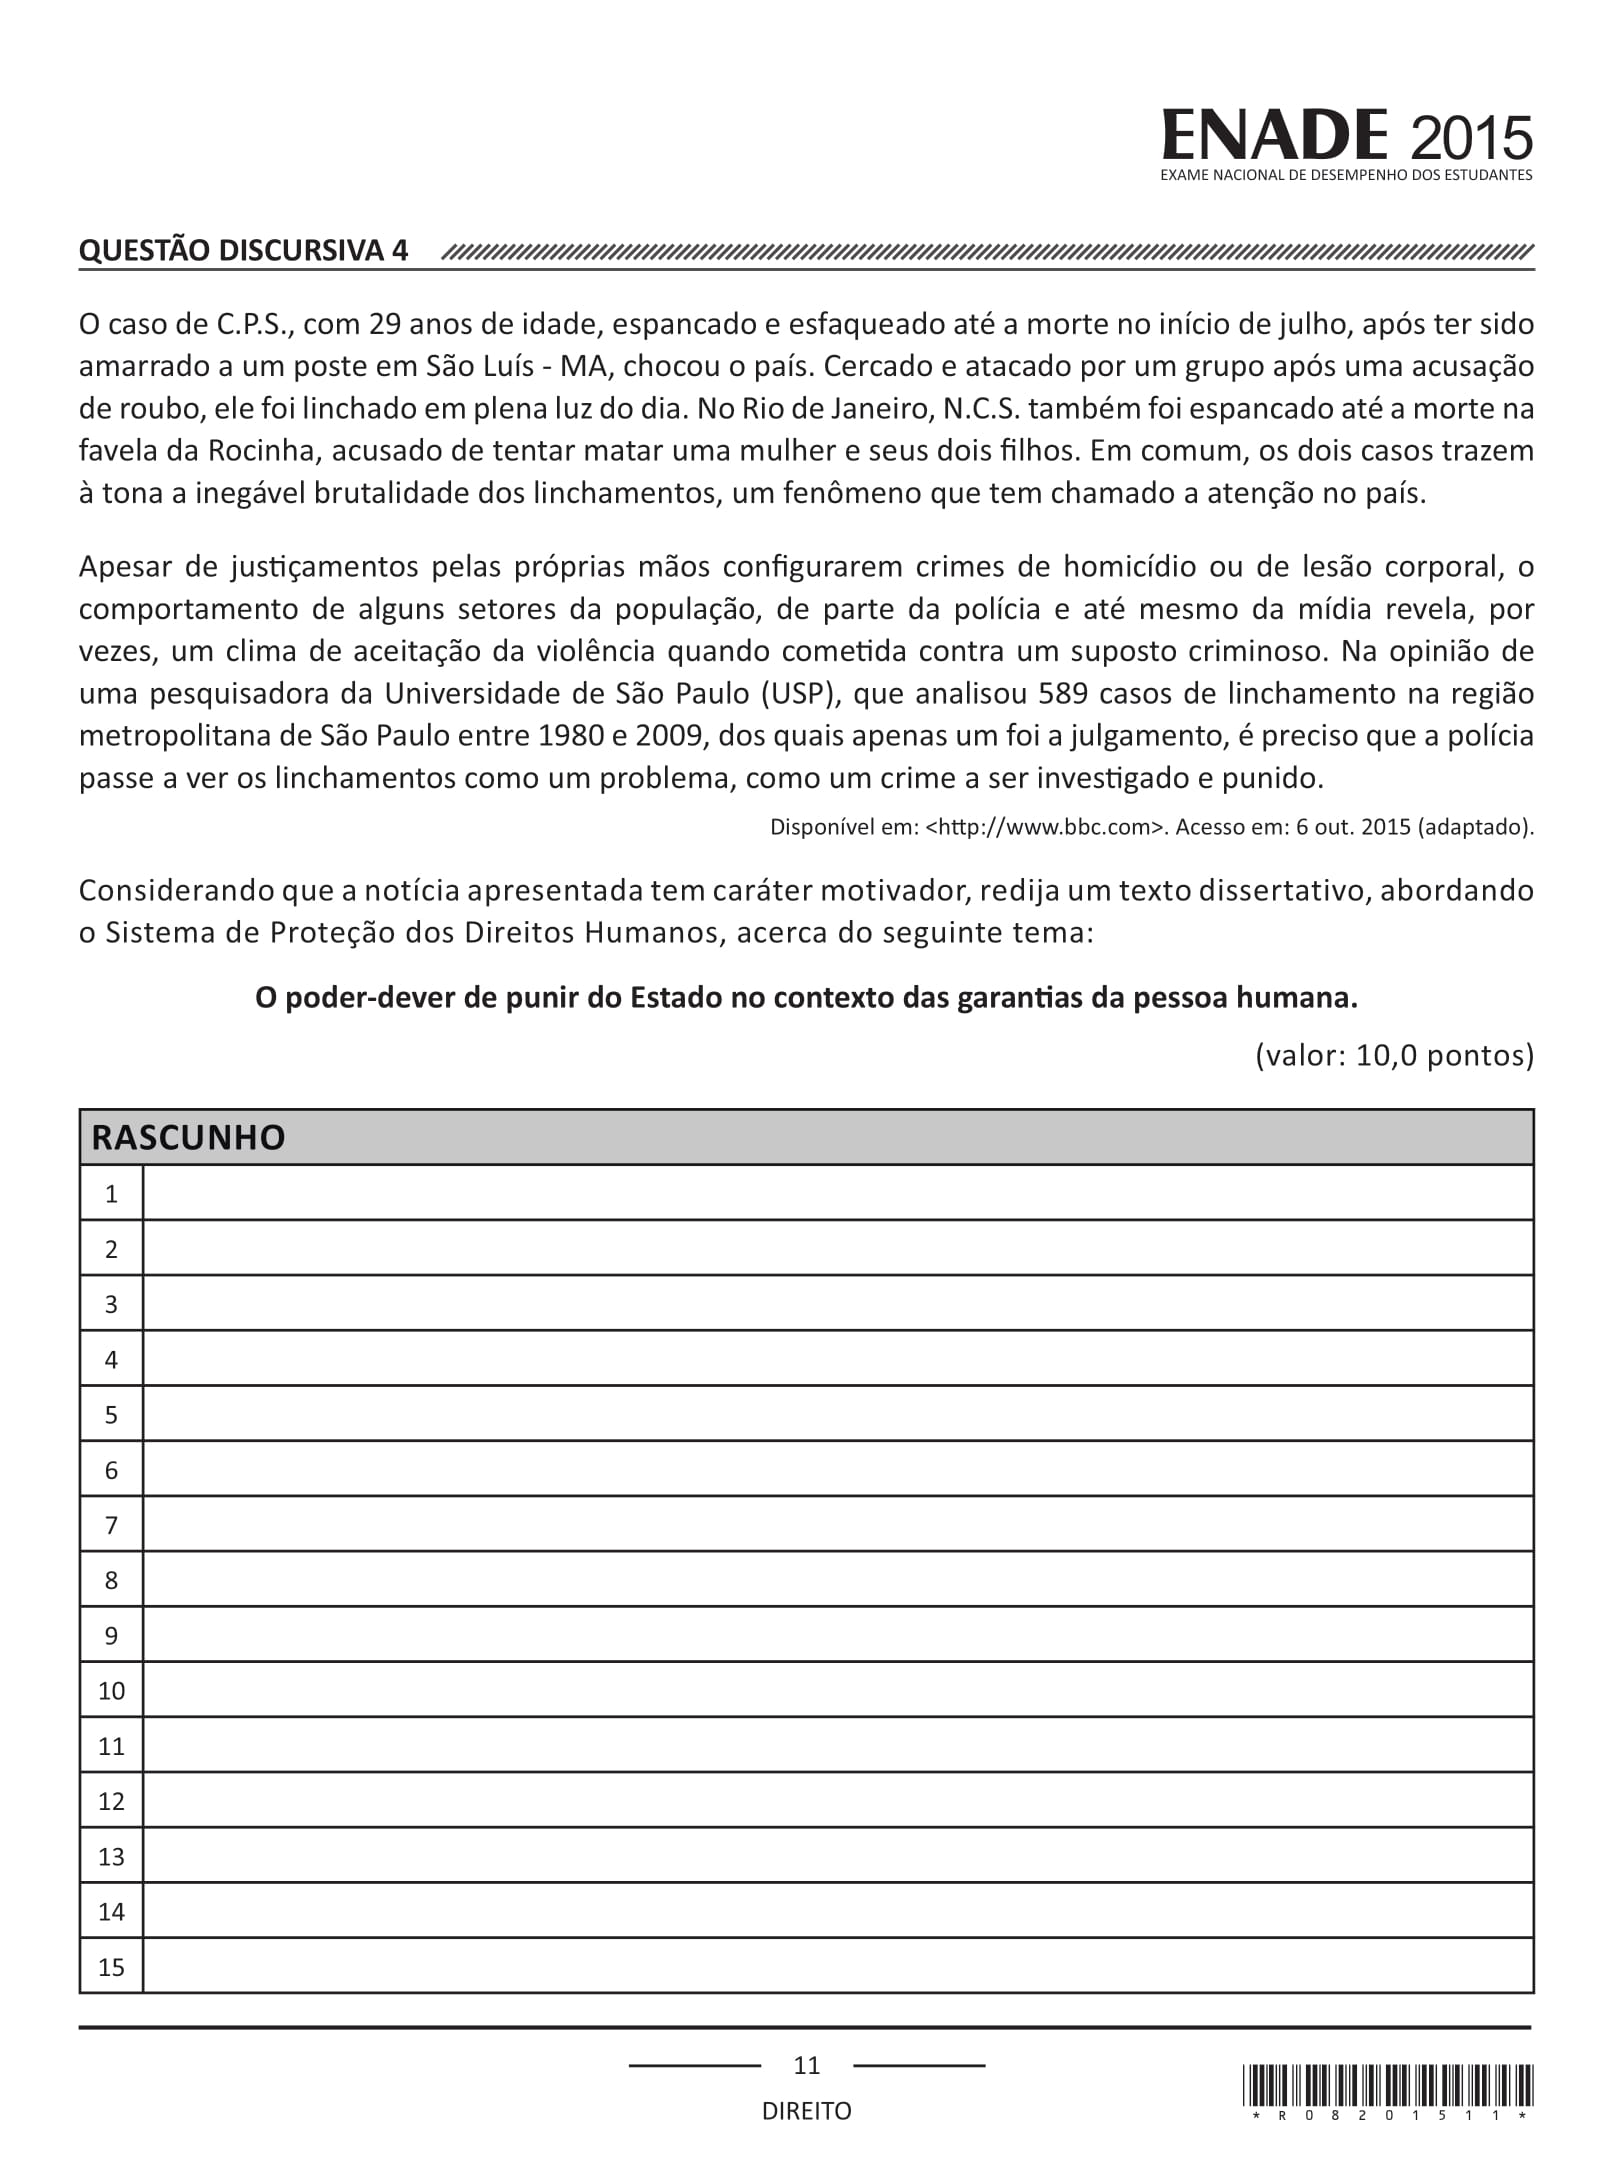 ENADE 2015
EXAME NACIONAL DE DESEMPENHO DOS ESTUDANTES
QUESTÃO DISCURSIVA 4
O caso de C.P.S., com 29 anos de idade, espancado e esfaqueado até a morte no início de julho, após ter sido
amarrado a um poste em São Luís - MA, chocou o país. Cercado e atacado por um grupo após uma acusação
de roubo, ele foi linchado em plena luz do dia. No Rio de Janeiro, N.C.S. também foi espancado até a morte na
favela da Rocinha, acusado de tentar matar uma mulher e seus dois filhos. Em comum, os dois casos trazem
à tona a inegável brutalidade dos linchamentos, um fenômeno que tem chamado a atenção no país.
Apesar de justiçamentos pelas próprias mãos configurarem crimes de homicídio ou de lesão corporal, o
comportamento de alguns setores da população, de parte da polícia e até mesmo da mídia revela, por
vezes, um clima de aceitação da violência quando cometida contra um suposto criminoso. Na opinião de
uma pesquisadora da Universidade de São Paulo (USP), que analisou 589 casos de linchamento na região
metropolitana de São Paulo entre 1980 e 2009, dos quais apenas um foi a julgamento, é preciso que a polícia
passe a ver os linchamentos como um problema, como um crime a ser investigado e punido.
Disponível em: <http://www.bbc.com>. Acesso em: 6 out. 2015 (adaptado).
Considerando que a notícia apresentada tem caráter motivador, redija um texto dissertativo, abordando
o Sistema de Proteção dos Direitos Humanos, acerca do seguinte tema:
O poder-dever de punir do Estado no contexto das garantias da pessoa humana.
(valor: 10,0 pontos)
RASCUNHO
1
2
3
4
5
6
7
8
9
10
11
12
13
14
15
11
DIREITO
*R08201511*